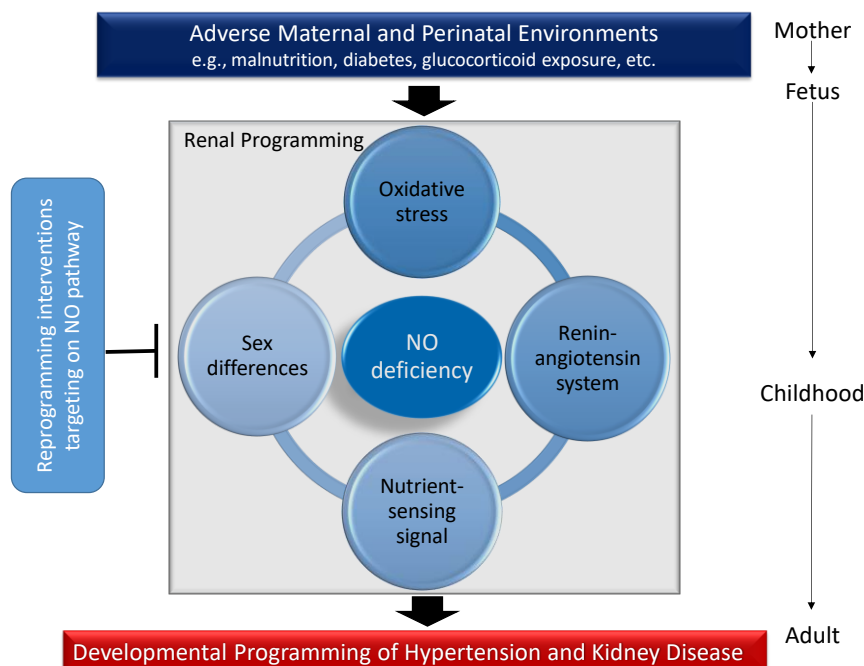 Adverse Maternal and Perinatal Environments
e.g., malnutrition, diabetes, glucocorticoid exposure, etc.
Mother
Fetus
Childhood
Adult
Renal Programming
Oxidative
stress
Renin-
angiotensin
system
Nutrient-
sensing
signal
Sex
differences
NO
deficiency
Reprogramming interventions
targeting on NO pathway
Developmental Programming of Hypertension and Kidney Disease